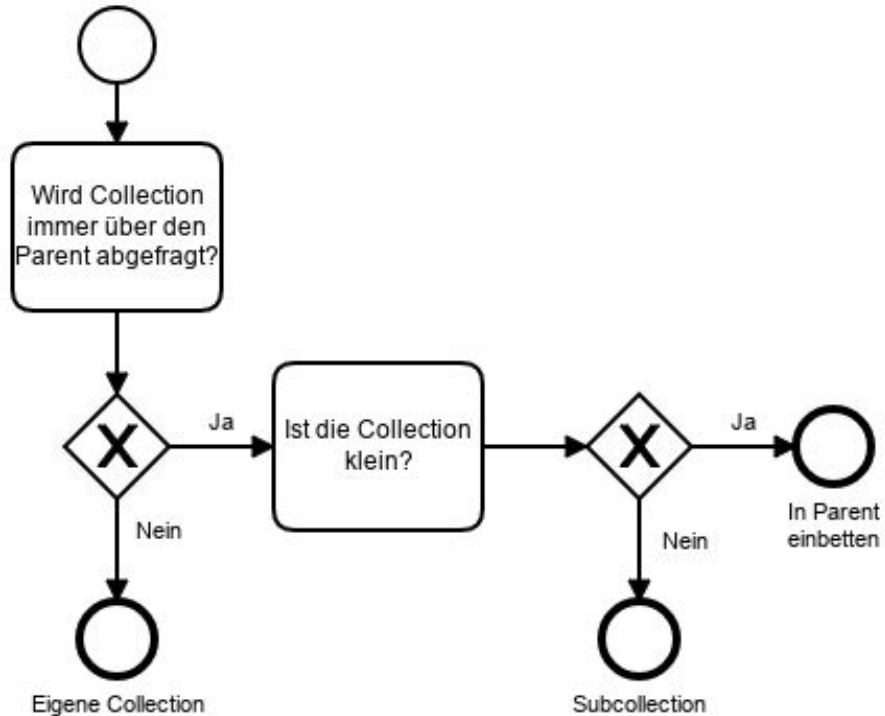 Wird Collection
immer über den
Parent abgefragt?
X
Ja
Ist die Collection
klein?
X
Ja
In Parent
einbetten
Nein
Nein
Eigene Collection
Subcollection